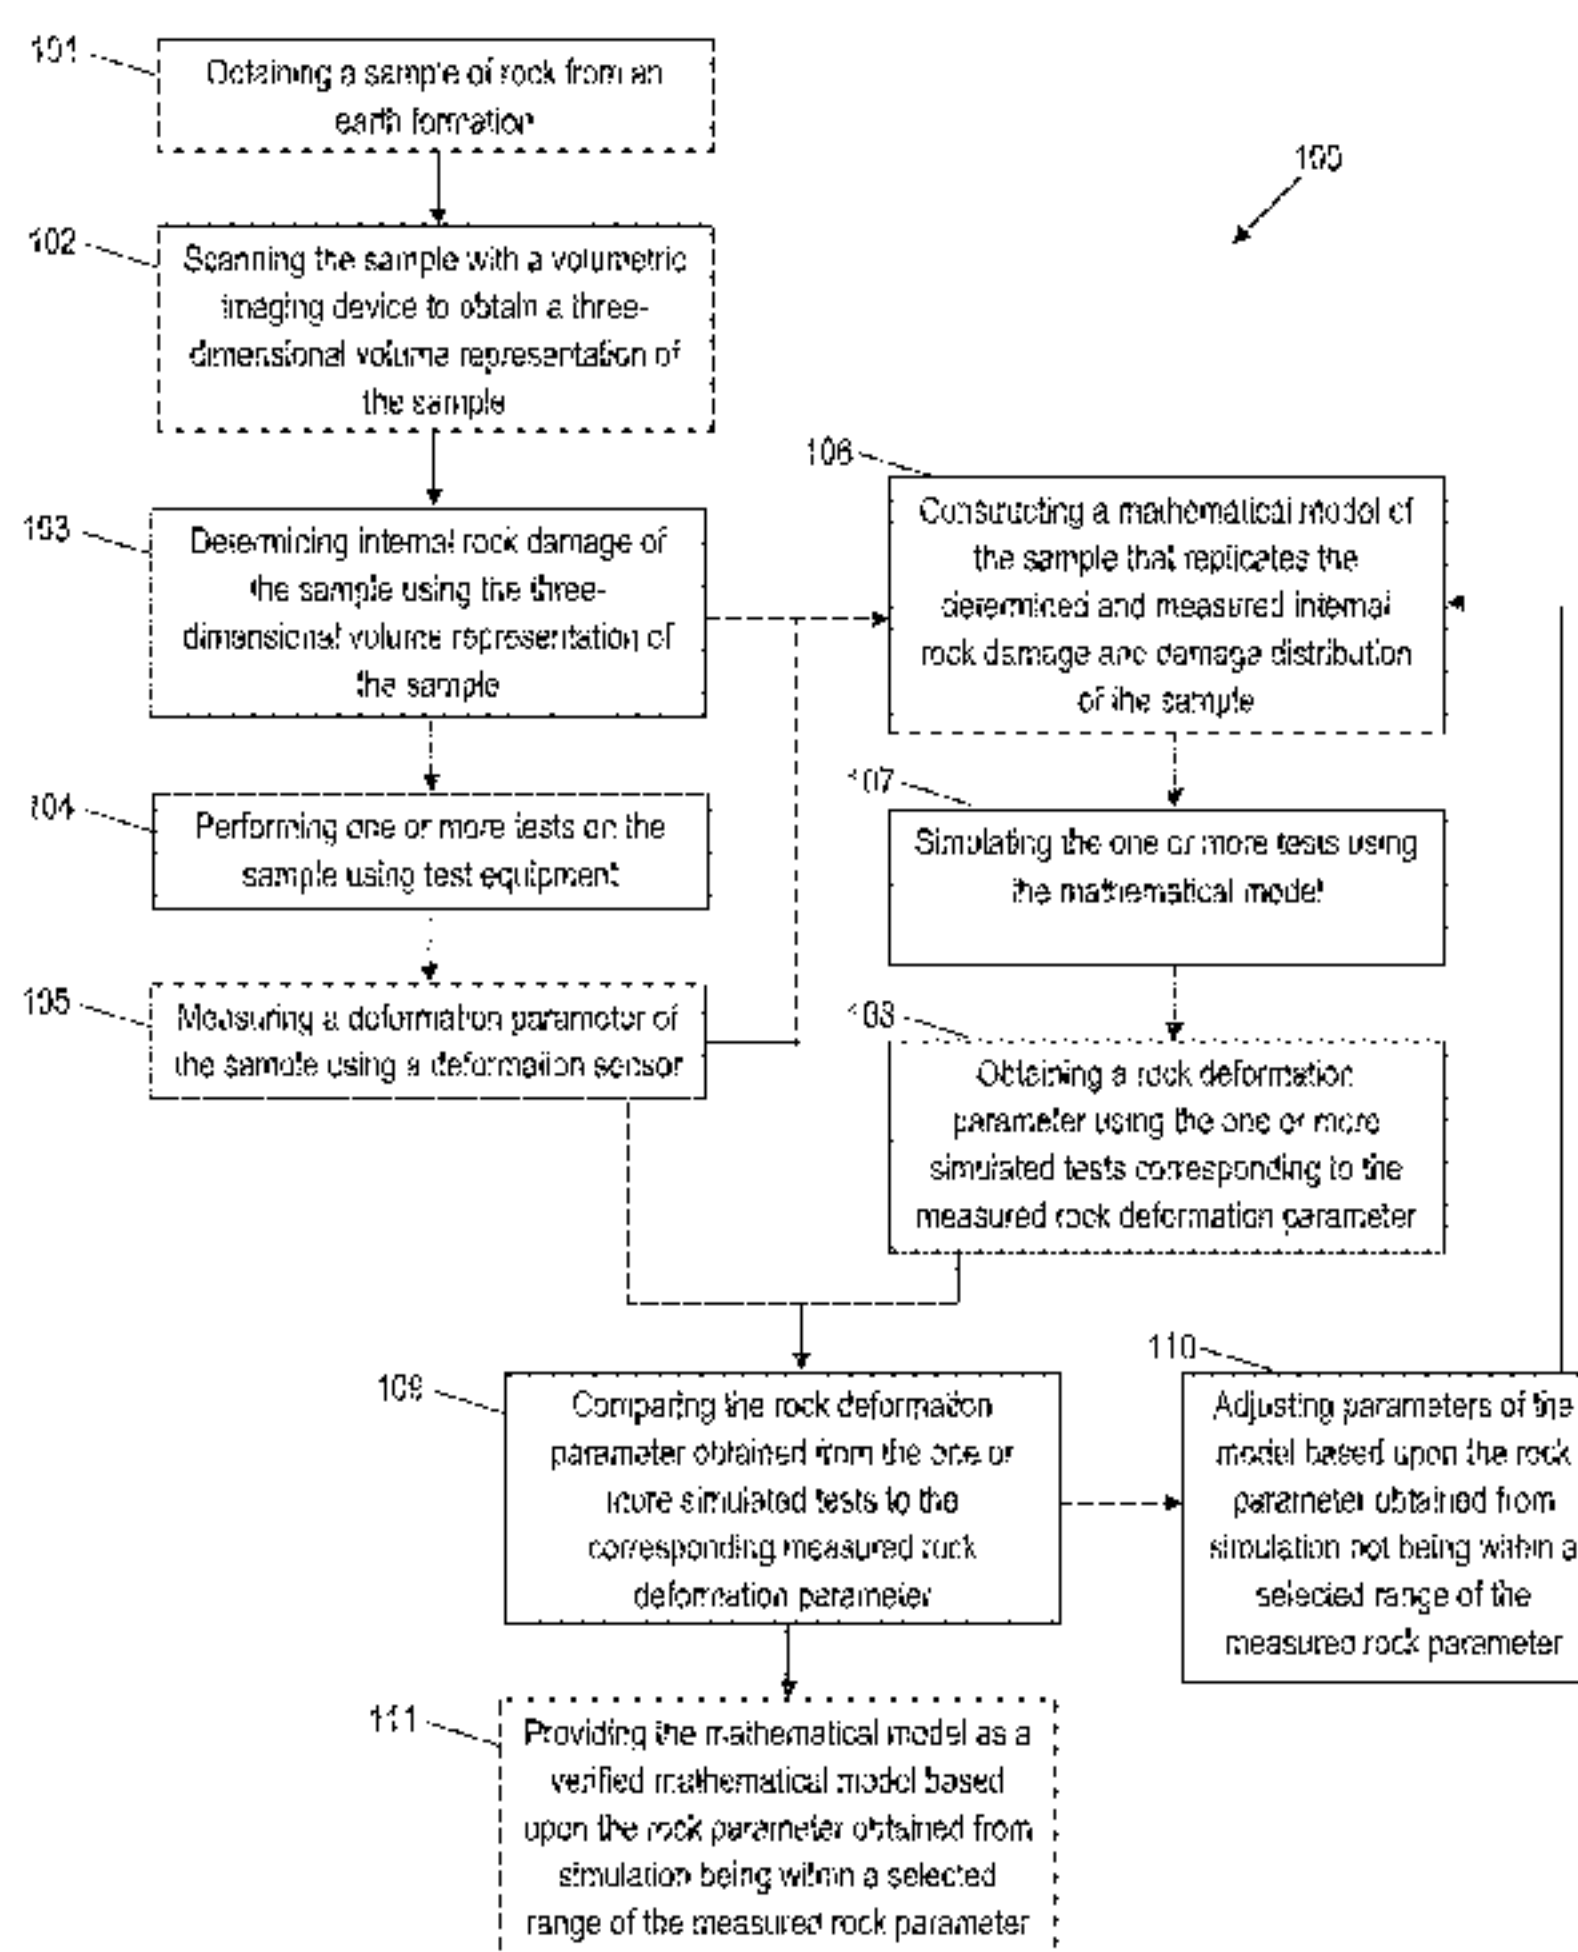 101
Obtaining a sample of rock from an
earth formation
100
102
Scanning the sample with a volumetric
imaging device to obtain a three-
dimensional volume representation of
the sample
103
Determining internal rock damage of
the sample using the three-
dimensional volume representation of
the sample
104
Performing one or more tests on the
sample using test equipment
105
Measuring a deformation parameter of
the sample using a deformation sensor
106
Constructing a mathematical model of
the sample that replicates the
determined and measured internal
rock damage and damage distribution
of the sample
107
Simulating the one or more tests using
the mathematical model
108
Obtaining a rock deformation
parameter using the one or more
simulated tests corresponding to the
measured rock deformation parameter
109
Comparing the rock deformation
parameter obtained from the one or
more simulated tests to the
corresponding measured rock
deformation parameter
110
Adjusting parameters of the
model based upon the rock
parameter obtained from
simulation not being within a
selected range of the
measured rock parameter
111
Providing the mathematical model as a
verified mathematical model based
upon the rock parameter obtained from
simulation being within a selected
range of the measured rock parameter